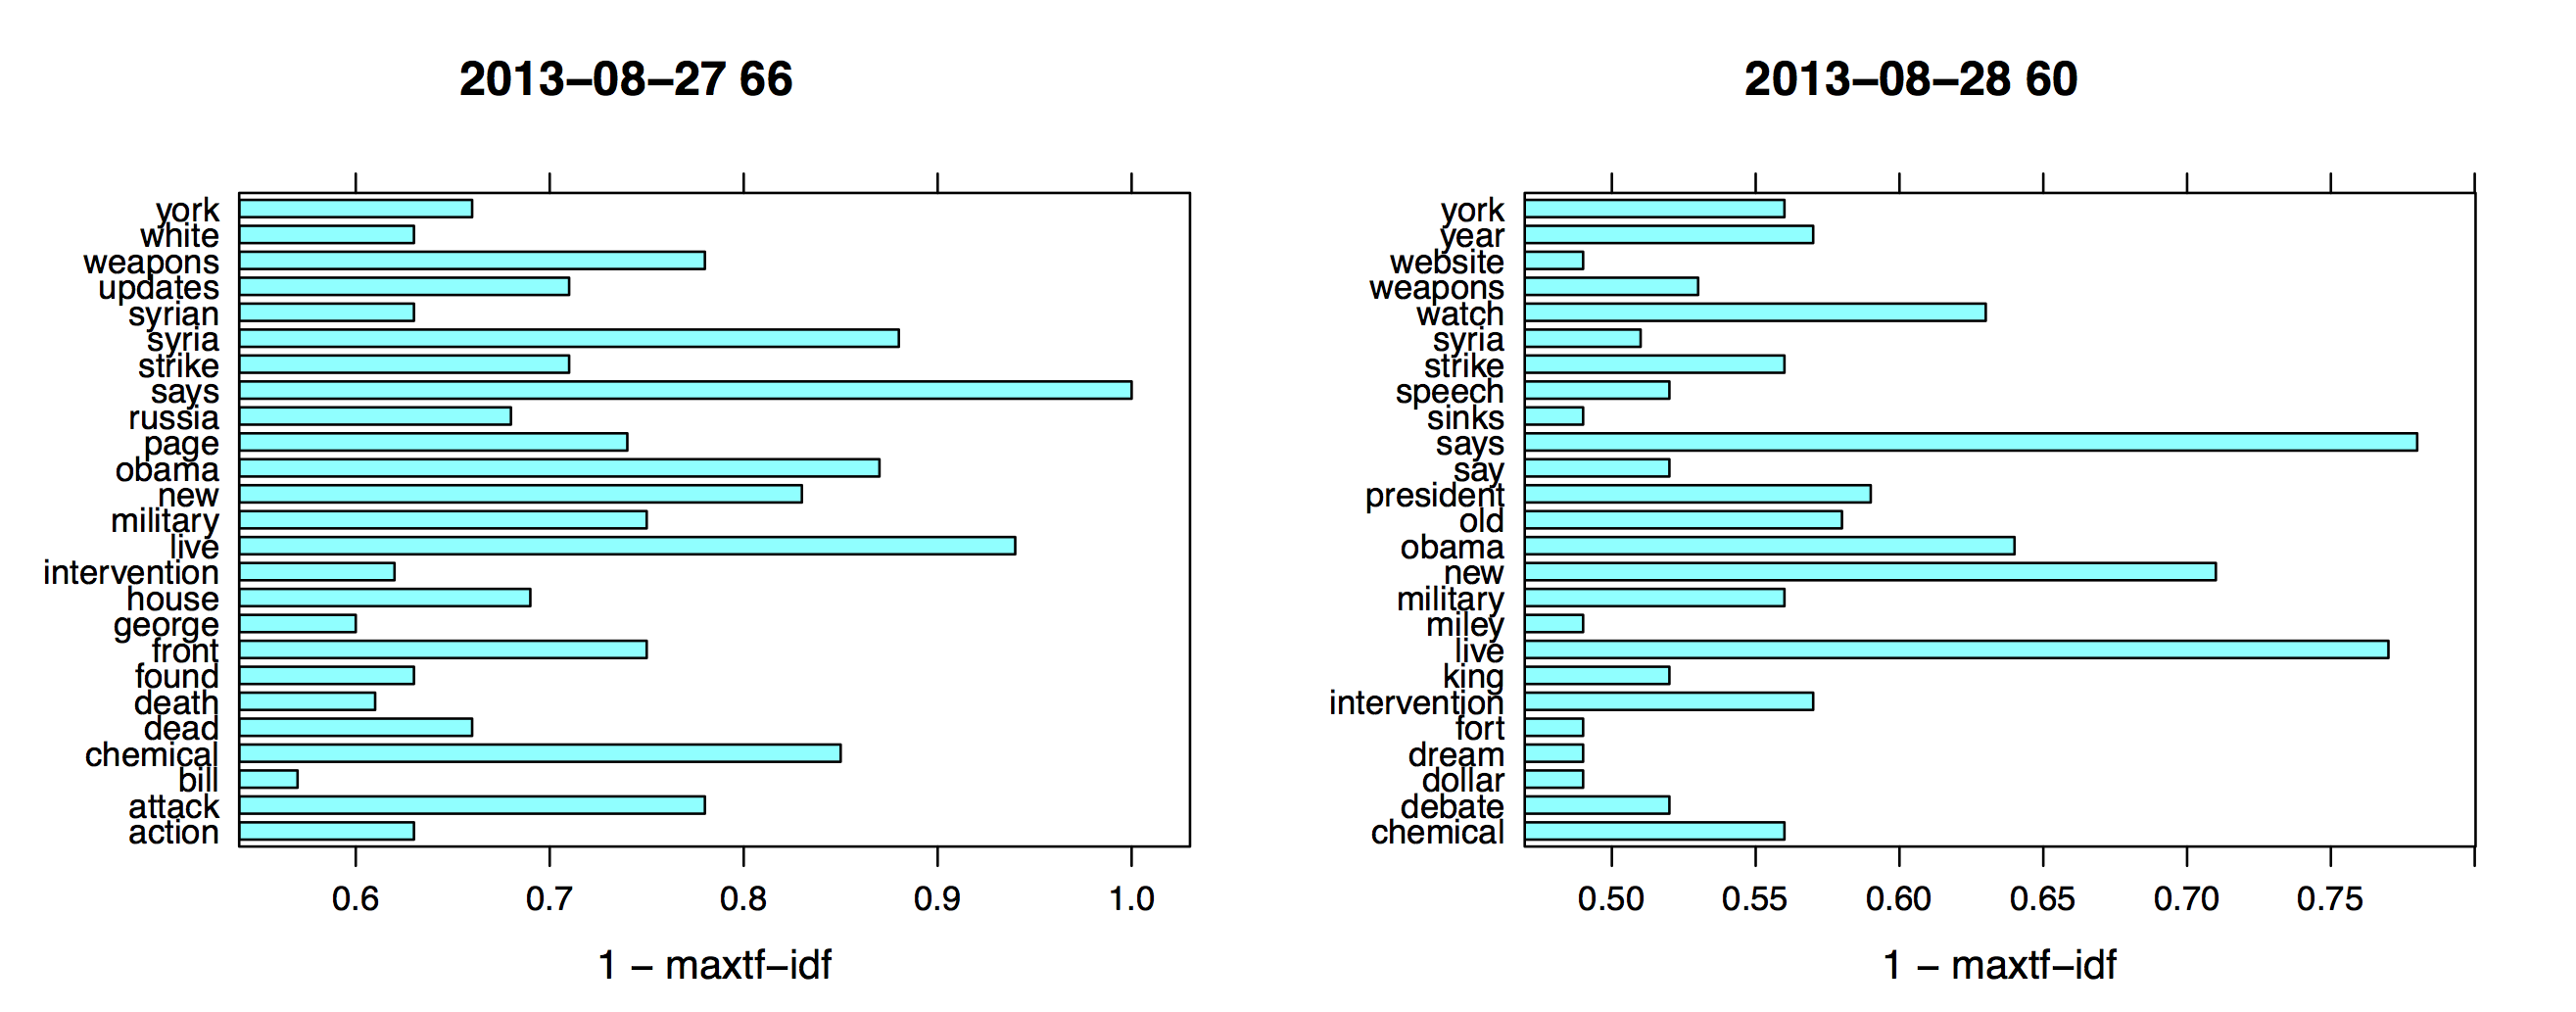 2013–08–27 66
york
white
weapons
updates
syrian
syria
strike
says
russia
page
obama
new
military
live
intervention
house
george
front
found
death
dead
chemical
bill
attack
action
0.6 0.7 0.8 0.9 1.0
1 – maxtf–idf
2013–08–28 60
york
year
website
weapons
watch
syria
strike
speech
sinks
says
say
president
old
obama
new
military
miley
live
king
intervention
fort
dream
dollar
debate
chemical
0.50 0.55 0.60 0.65 0.70 0.75
1 – maxtf–idf